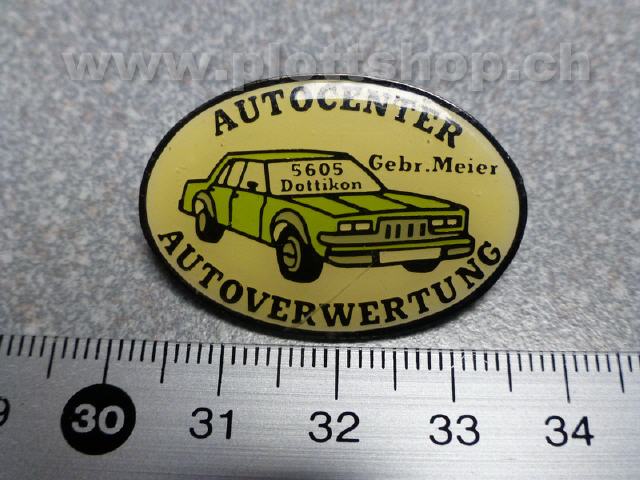 www.plottshop.ch
AUTOCENTER
Gebr.Meier
5605
Dottikon
AUTOVERWERTUNG
30 31 32 33 34